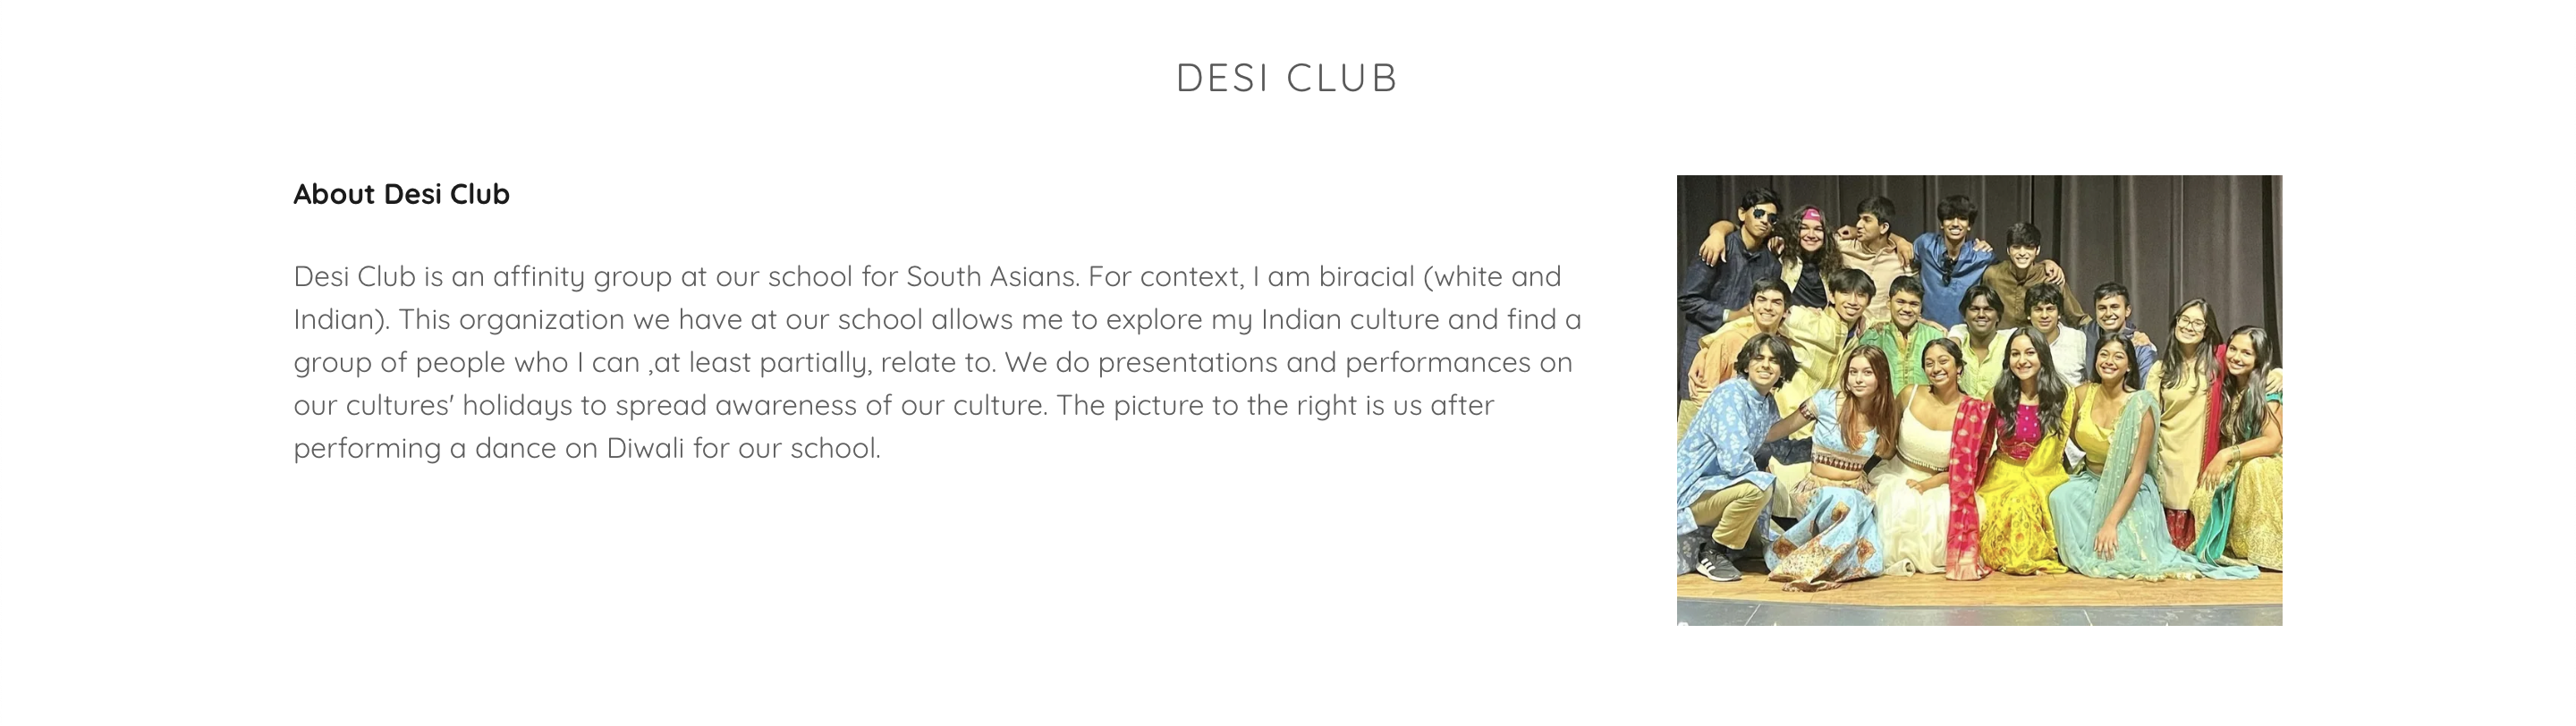 DESI CLUB
About Desi Club
Desi Club is an affinity group at our school for South Asians. For context, I am biracial (white and
Indian). This organization we have at our school allows me to explore my Indian culture and find a
group of people who I can ,at least partially, relate to. We do presentations and performances on
our cultures' holidays to spread awareness of our culture. The picture to the right is us after
performing a dance on Diwali for our school.